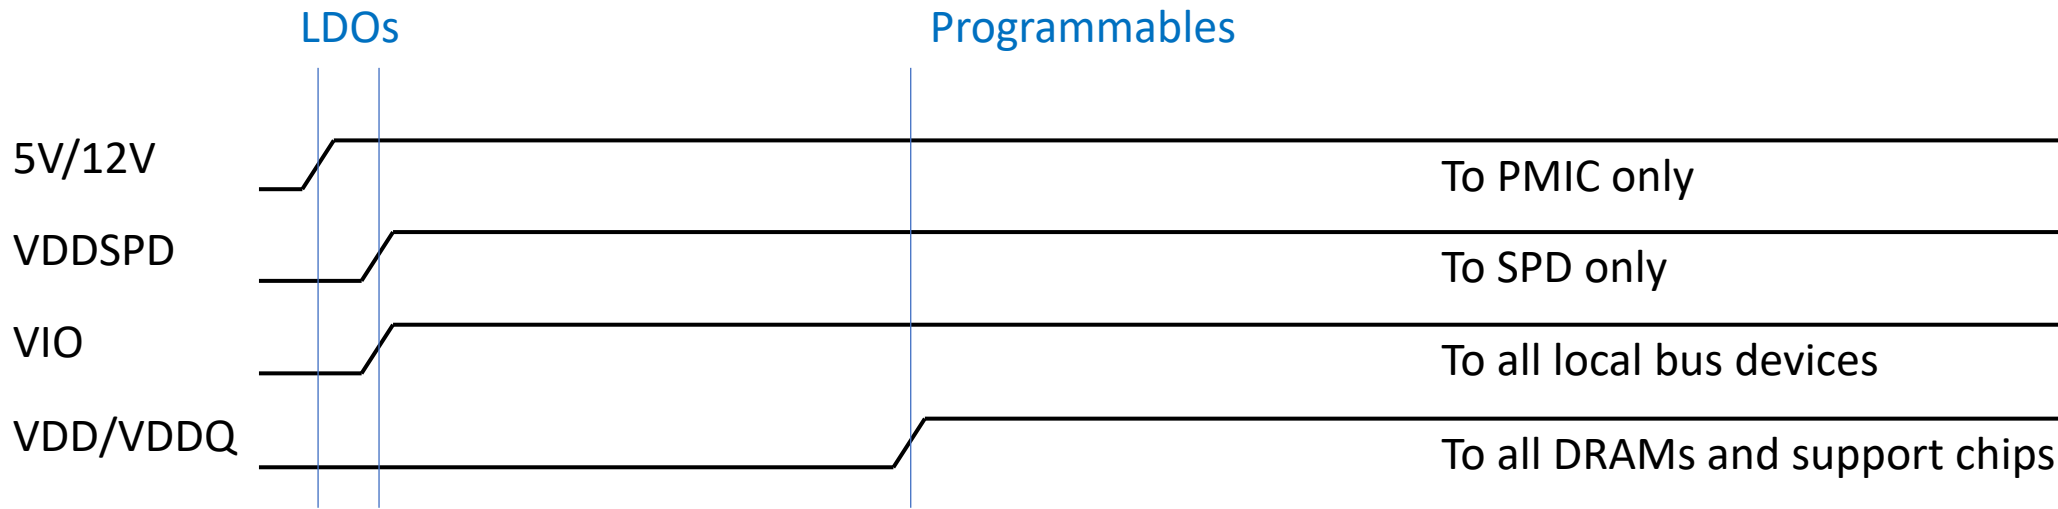 LDOs
Programmables
5V/12V
To PMIC only
VDDSPD
To SPD only
VIO
To all local bus devices
VDD/VDDQ
To all DRAMs and support chips